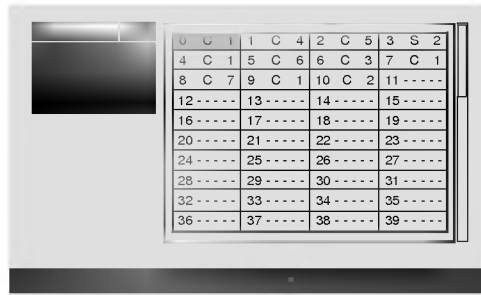 0 C 1 1 C 4 2 C 5 3 S 2
4 C 1 5 C 6 6 C 3 7 C 1
8 C 7 9 C 1 10 C 2 11 - - - - -
12 - - - - - 13 - - - - - 14 - - - - - 15 - - - - -
16 - - - - - 17 - - - - - 18 - - - - - 19 - - - - -
20 - - - - - 21 - - - - - 22 - - - - - 23 - - - - -
24 - - - - - 25 - - - - - 26 - - - - - 27 - - - - -
28 - - - - - 29 - - - - - 30 - - - - - 31 - - - - -
32 - - - - - 33 - - - - - 34 - - - - - 35 - - - - -
36 - - - - - 37 - - - - - 38 - - - - - 39 - - - - -